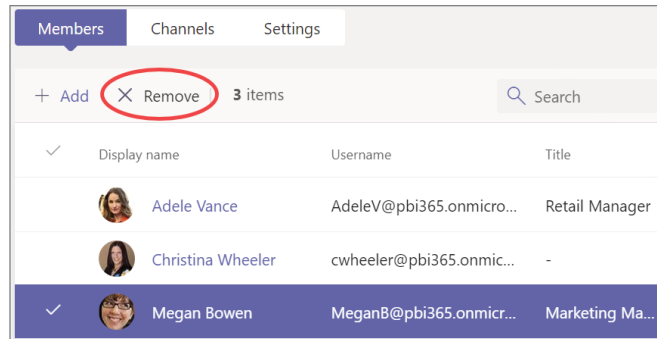 Members Channels Settings
+ Add × Remove 3 items Search
Display name Username Title
Adele Vance AdeleV@pbi365.onmicro... Retail Manager
Christina Wheeler cwheeler@pbi365.onmic... -
Megan Bowen MeganB@pbi365.onmicr... Marketing Ma...